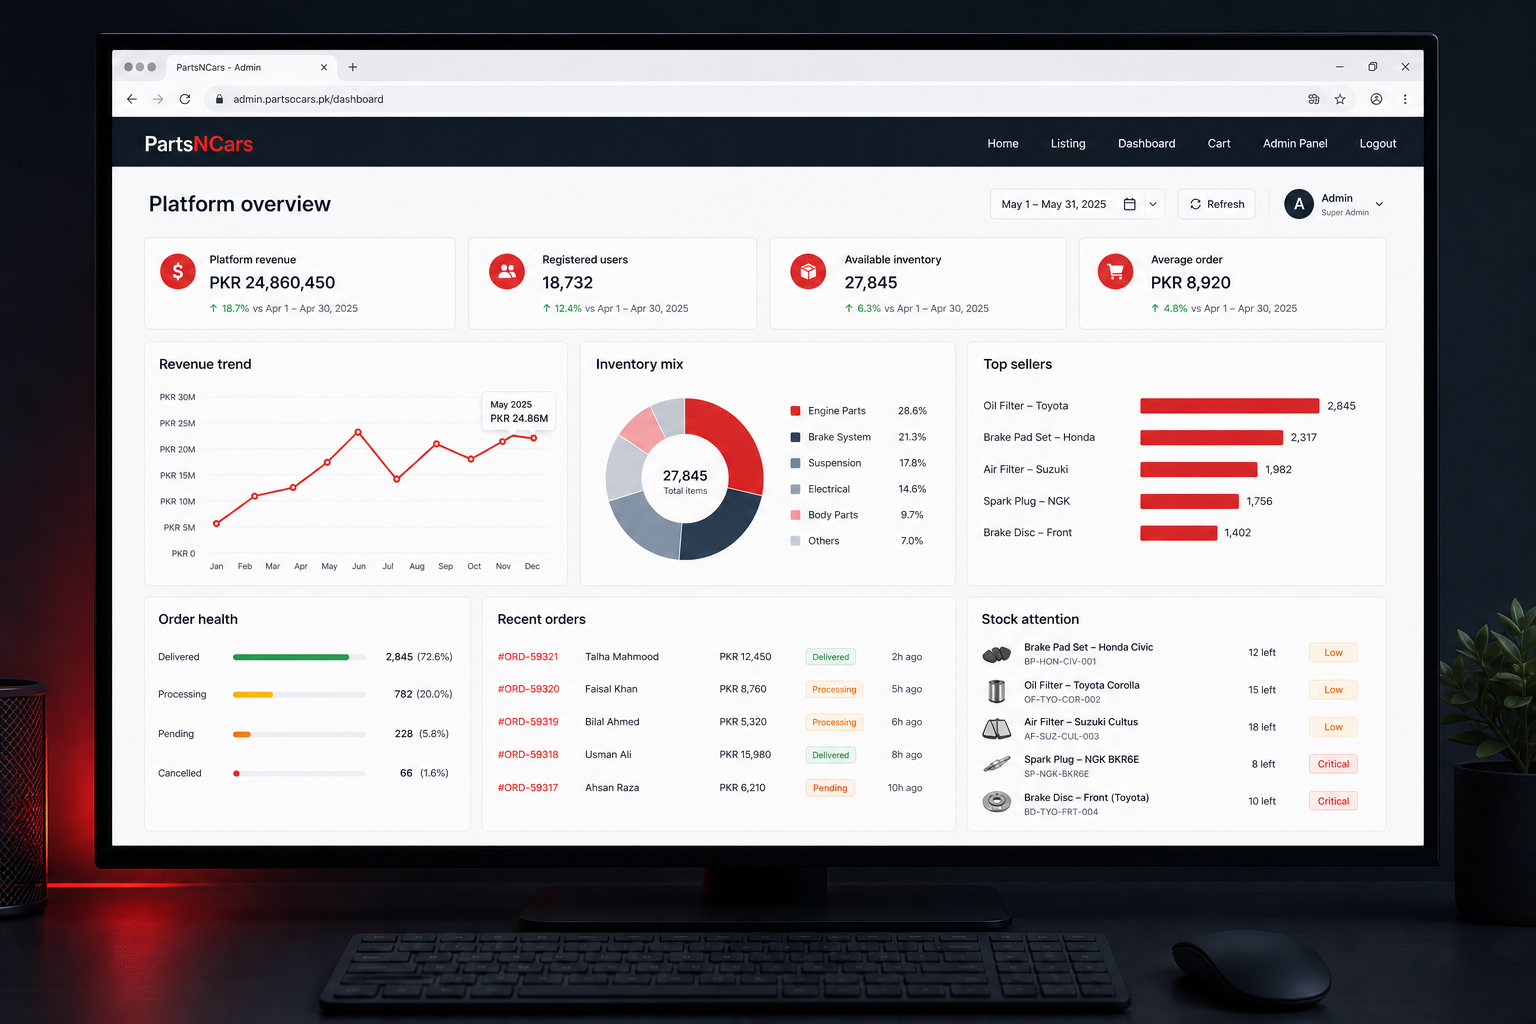 PartsNCars - Admin
admin.partsocars.pk/dashboard
PartsNCars
Home Listing Dashboard Cart Admin Panel Logout
Platform overview
May 1 – May 31, 2025
Refresh
A
Admin
Super Admin
$
Platform revenue
PKR 24,860,450
↑ 18.7% vs Apr 1 – Apr 30, 2025
Registered users
18,732
↑ 12.4% vs Apr 1 – Apr 30, 2025
Available inventory
27,845
↑ 6.3% vs Apr 1 – Apr 30, 2025
Average order
PKR 8,920
↑ 4.8% vs Apr 1 – Apr 30, 2025
Revenue trend
PKR 30M
PKR 25M
PKR 20M
PKR 15M
PKR 10M
PKR 5M
PKR 0
May 2025
PKR 24.86M
Jan Feb Mar Apr May Jun Jul Aug Sep Oct Nov Dec
Inventory mix
27,845
Total items
Engine Parts 28.6%
Brake System 21.3%
Suspension 17.8%
Electrical 14.6%
Body Parts 9.7%
Others 7.0%
Top sellers
Oil Filter – Toyota 2,845
Brake Pad Set – Honda 2,317
Air Filter – Suzuki 1,982
Spark Plug – NGK 1,756
Brake Disc – Front 1,402
Order health
Delivered 2,845 (72.6%)
Processing 782 (20.0%)
Pending 228 (5.8%)
Cancelled 66 (1.6%)
Recent orders
#ORD-59321 Talha Mahmood PKR 12,450 Delivered 2h ago
#ORD-59320 Faisal Khan PKR 8,760 Processing 5h ago
#ORD-59319 Bilal Ahmed PKR 5,320 Processing 6h ago
#ORD-59318 Usman Ali PKR 15,980 Delivered 8h ago
#ORD-59317 Ahsan Raza PKR 6,210 Pending 10h ago
Stock attention
Brake Pad Set – Honda Civic 12 left Low
BP-HON-CIV-001
Oil Filter – Toyota Corolla 15 left Low
OF-TYO-COR-002
Air Filter – Suzuki Cultus 18 left Low
AF-SUZ-CUL-003
Spark Plug – NGK BKR6E 8 left Critical
SP-NGK-BKR6E
Brake Disc – Front (Toyota) 10 left Critical
BD-TYO-FRT-004